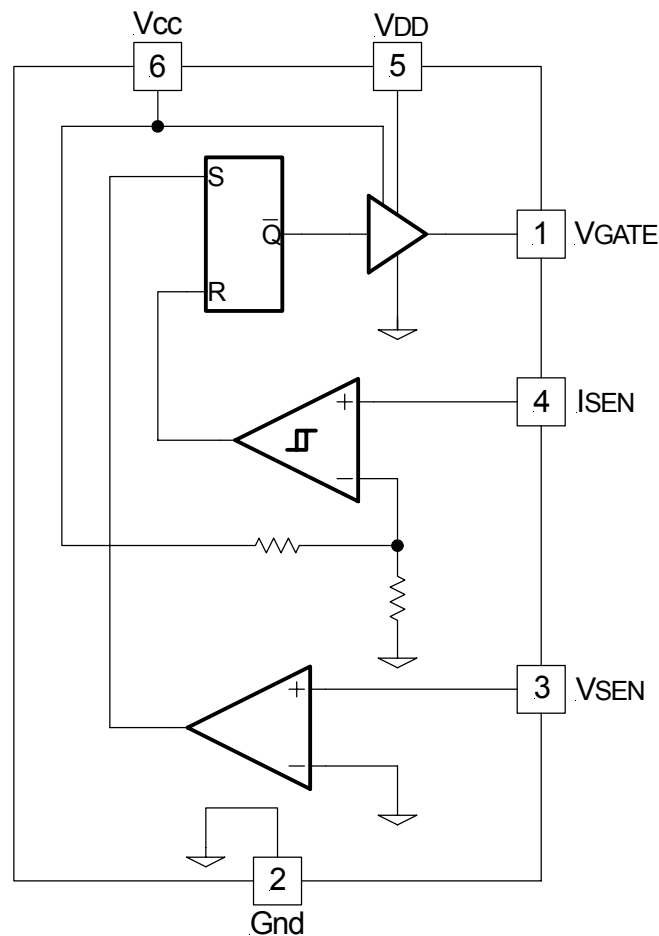 Vcc
VDD
6
5
S
Q̅
R
1 VGATE
+
4 ISEN
−
+
3 VSEN
−
2
Gnd